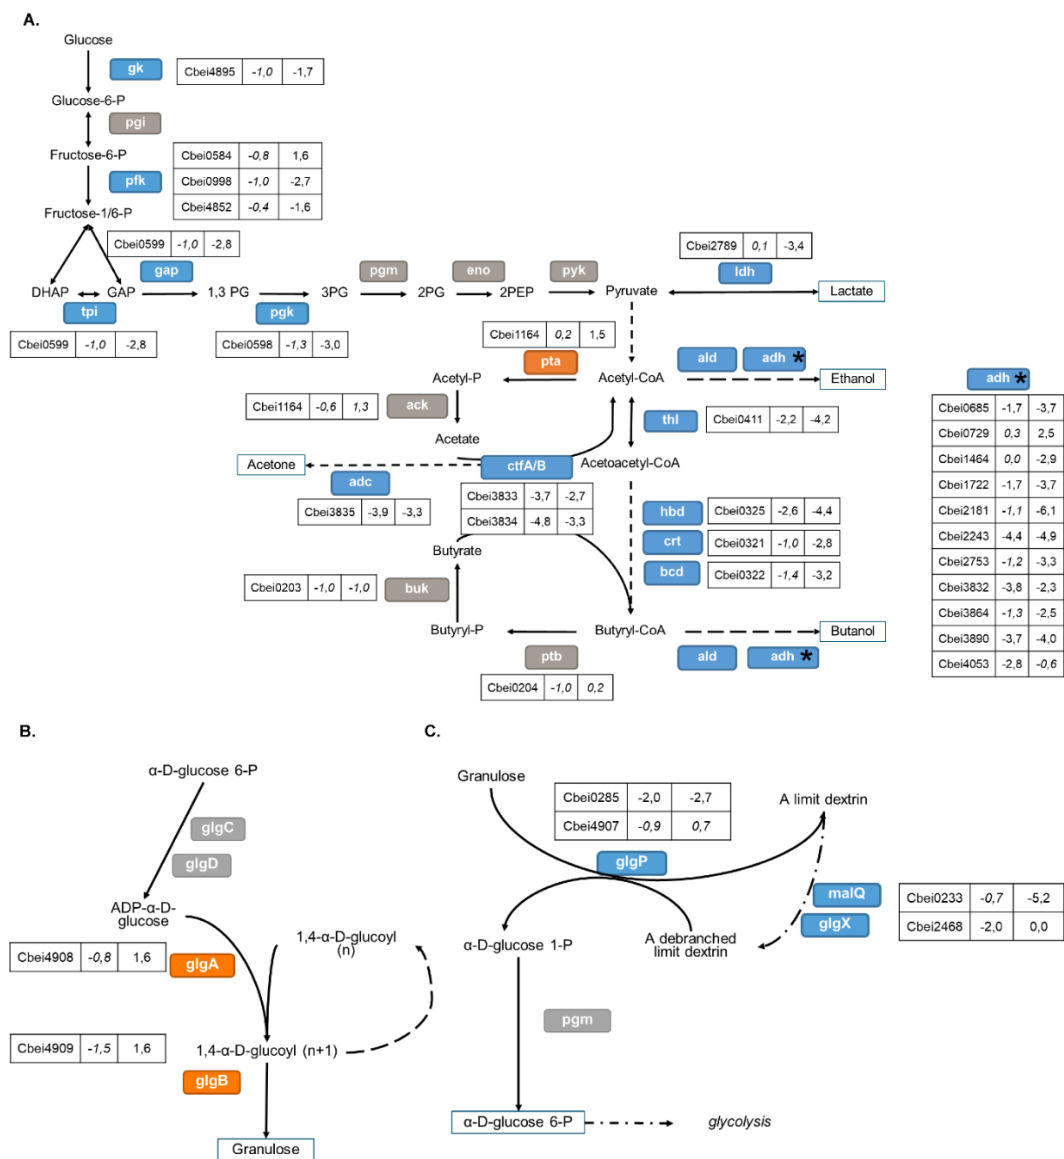 A.
Glucose
gk
Cbei4895 -1,0 -1,7
Glucose-6-P
pgi
Fructose-6-P
pfk
Cbei0584 -0,8 1,6
Cbei0998 -1,0 -2,7
Cbei4852 -0,4 -1,6
Fructose-1/6-P
Cbei0599 -1,0 -2,8
gap
DHAP
GAP
1,3 PG
3PG
pgm
2PG
eno
2PEP
pyk
Pyruvate
Cbei2789 0,1 -3,4
ldh
Lactate
tpi
Cbei0599 -1,0 -2,8
pgk
Cbei0598 -1,3 -3,0
Cbei1164 0,2 1,5
pta
Acetyl-P
Acetyl-CoA
ald
adh *
Ethanol
Cbei1164 -0,6 1,3
ack
thl
Cbei0411 -2,2 -4,2
Acetate
Acetone
adc
Cbei3835 -3,9 -3,3
ctfA/B
Acetoacetyl-CoA
Cbei3833 -3,7 -2,7
Cbei3834 -4,8 -3,3
hbd
Cbei0325 -2,6 -4,4
crt
Cbei0321 -1,0 -2,8
bcd
Cbei0322 -1,4 -3,2
Butyrate
Cbei0203 -1,0 -1,0
buk
Butyryl-P
Butyryl-CoA
Butanol
ptb
Cbei0204 -1,0 0,2
ald
adh *
adh *
Cbei0685 -1,7 -3,7
Cbei0729 0,3 2,5
Cbei1464 0,0 -2,9
Cbei1722 -1,7 -3,7
Cbei2181 -1,1 -6,1
Cbei2243 -4,4 -4,9
Cbei2753 -1,2 -3,3
Cbei3832 -3,8 -2,3
Cbei3864 -1,3 -2,5
Cbei3890 -3,7 -4,0
Cbei4053 -2,8 -0,6
B.
α-D-glucose 6-P
glgC
glgD
ADP-α-D-
glucose
Cbei4908 -0,8 1,6
glgA
1,4-α-D-glucoyl
(n)
Cbei4909 -1,5 1,6
1,4-α-D-glucoyl (n+1)
glgB
Granulose
C.
Granulose
Cbei0285 -2,0 -2,7
Cbei4907 -0,9 0,7
glgP
A limit dextrin
malQ
glgX
Cbei0233 -0,7 -5,2
Cbei2468 -2,0 0,0
α-D-glucose 1-P
A debranched
limit dextrin
pgm
α-D-glucose 6-P
glycolysis